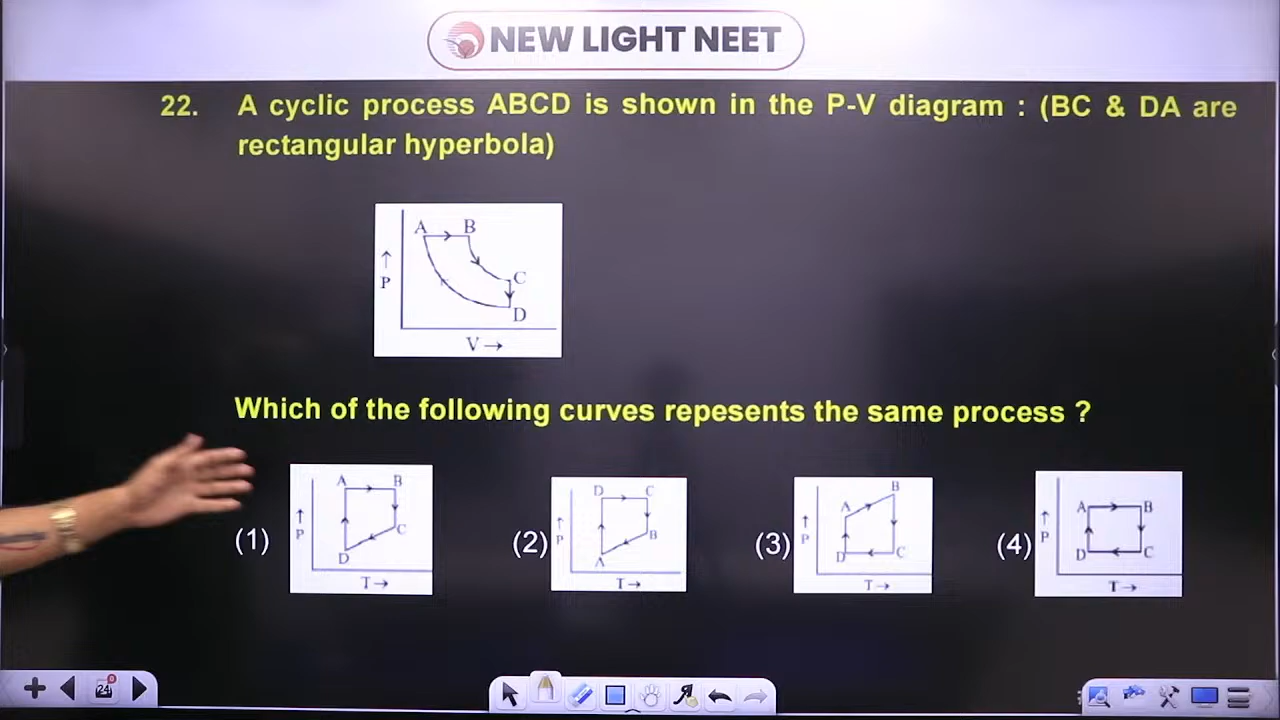 NEW LIGHT NEET
22. A cyclic process ABCD is shown in the P-V diagram : (BC & DA are
rectangular hyperbola)
A B
↑
P
C
D
V →
Which of the following curves repesents the same process ?
(1)
A B
↑
P
C
D
T→
(2)
D C
↑
P
B
A
T→
(3)
B
A
↑
P
D C
T→
(4)
↑
P
A B
D C
T→
24